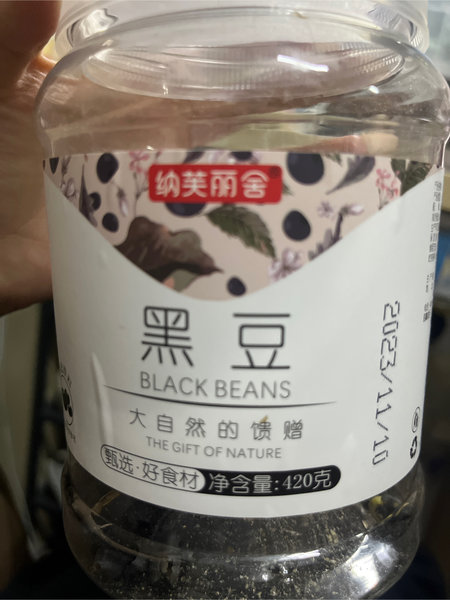 纳芙丽舍
黑豆
BLACK BEANS
大自然的馈赠
THE GIFT OF NATURE
甄选·好食材 净含量:420克
2023/11/10